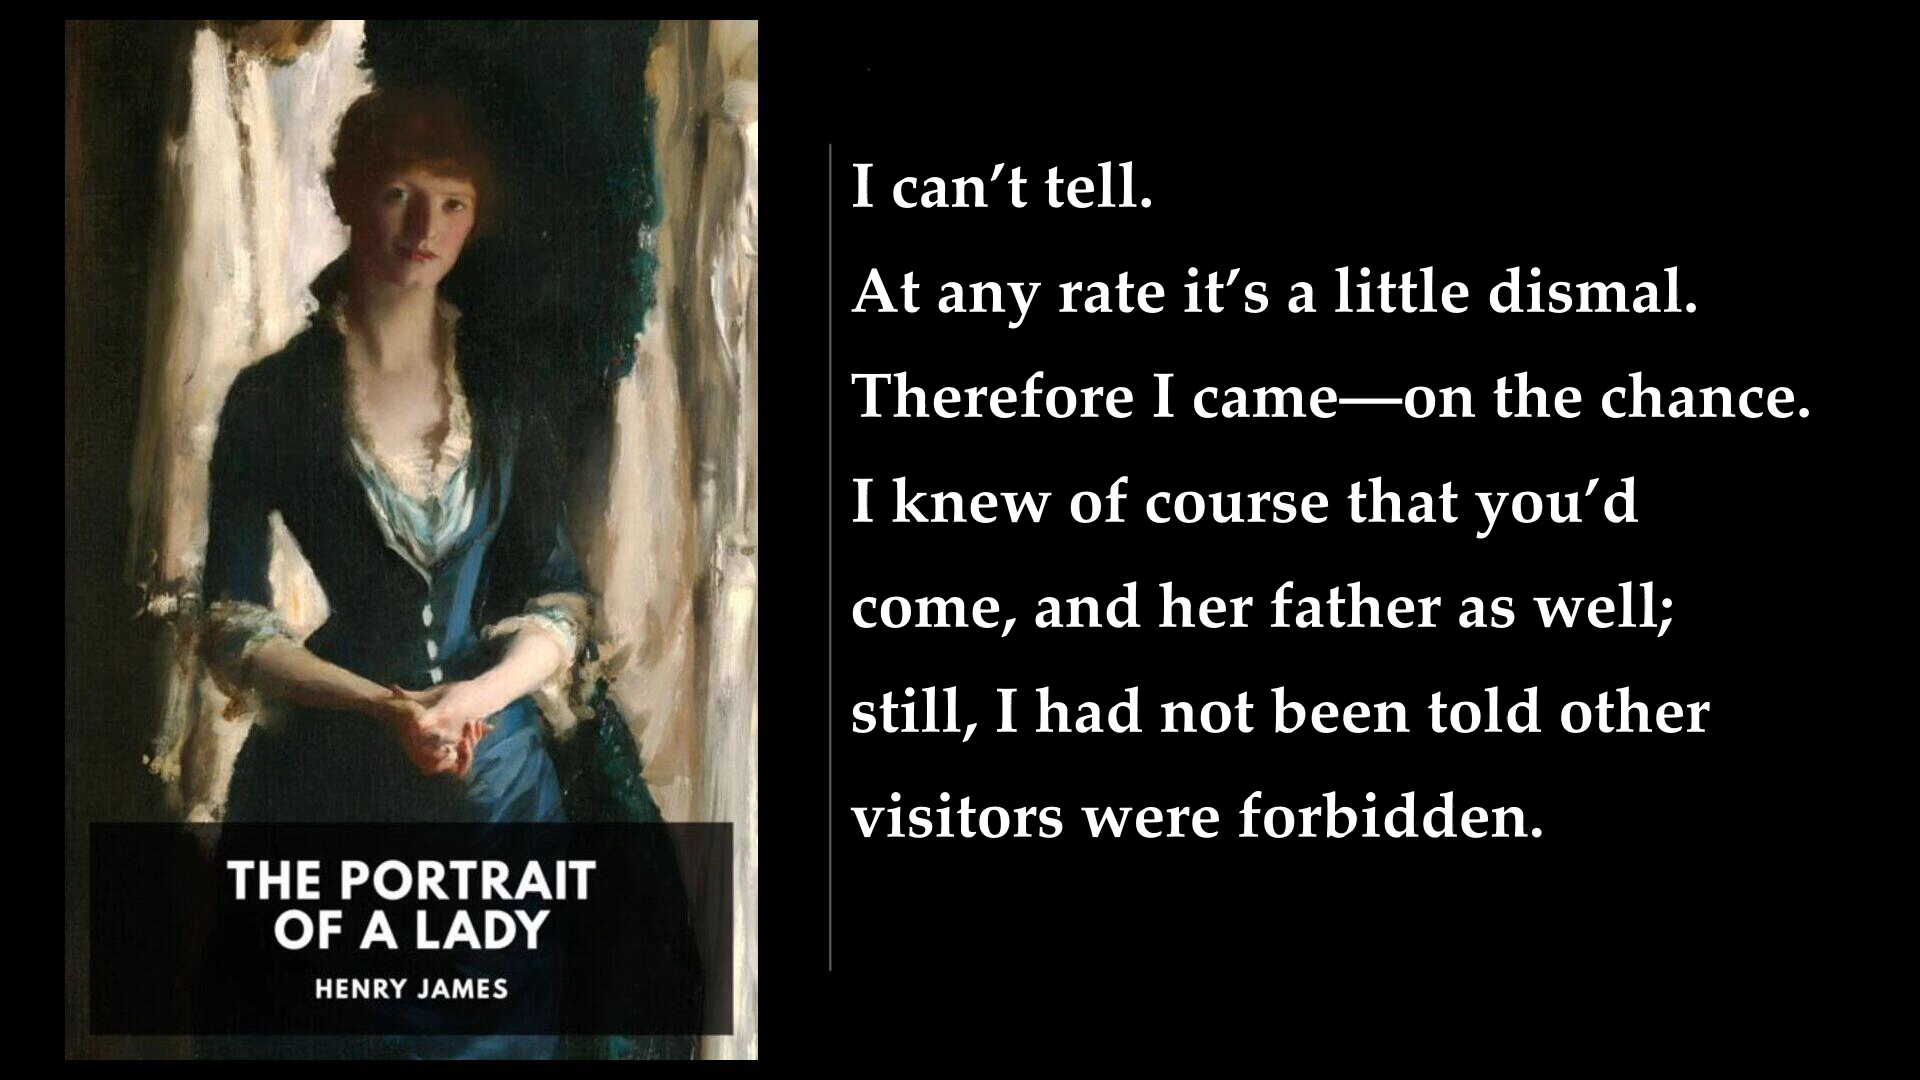 THE PORTRAIT
OF A LADY
HENRY JAMES
I can’t tell.
At any rate it’s a little dismal.
Therefore I came—on the chance.
I knew of course that you’d
come, and her father as well;
still, I had not been told other
visitors were forbidden.